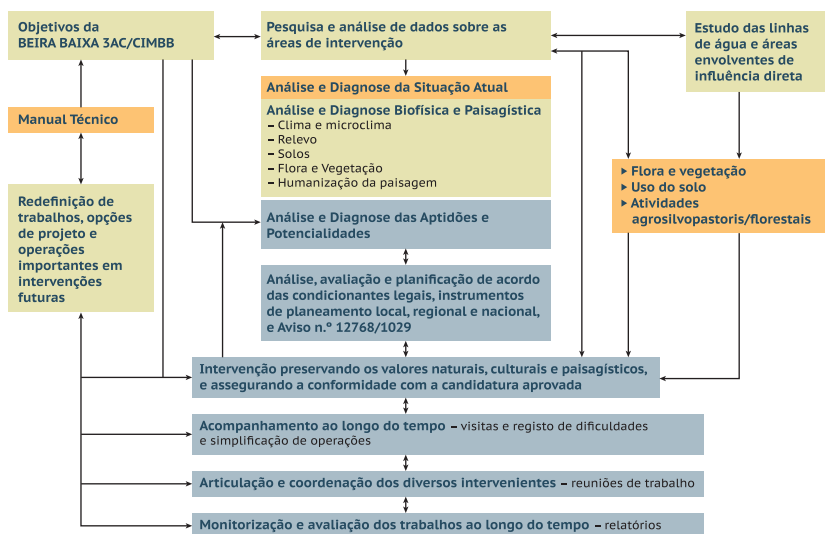 Objetivos da
BEIRA BAIXA 3AC/CIMBB
Pesquisa e análise de dados sobre as
áreas de intervenção
Estudo das linhas
de água e áreas
envolventes de
influência direta
Análise e Diagnose da Situação Atual
Análise e Diagnose Biofísica e Paisagística
– Clima e microclima
– Relevo
– Solos
– Flora e Vegetação
– Humanização da paisagem
Manual Técnico
Flora e vegetação
Uso do solo
Atividades
agrosilvopastoris/florestais
Redefinição de
trabalhos, opções
de projeto e
operações
importantes em
intervenções
futuras
Análise e Diagnose das Aptidões e
Potencialidades
Análise, avaliação e planificação de acordo
das condicionantes legais, instrumentos
de planeamento local, regional e nacional,
e Aviso n.º 12768/1029
Intervenção preservando os valores naturais, culturais e paisagísticos,
e assegurando a conformidade com a candidatura aprovada
Acompanhamento ao longo do tempo – visitas e registo de dificuldades
e simplificação de operações
Articulação e coordenação dos diversos intervenientes – reuniões de trabalho
Monitorização e avaliação dos trabalhos ao longo do tempo – relatórios